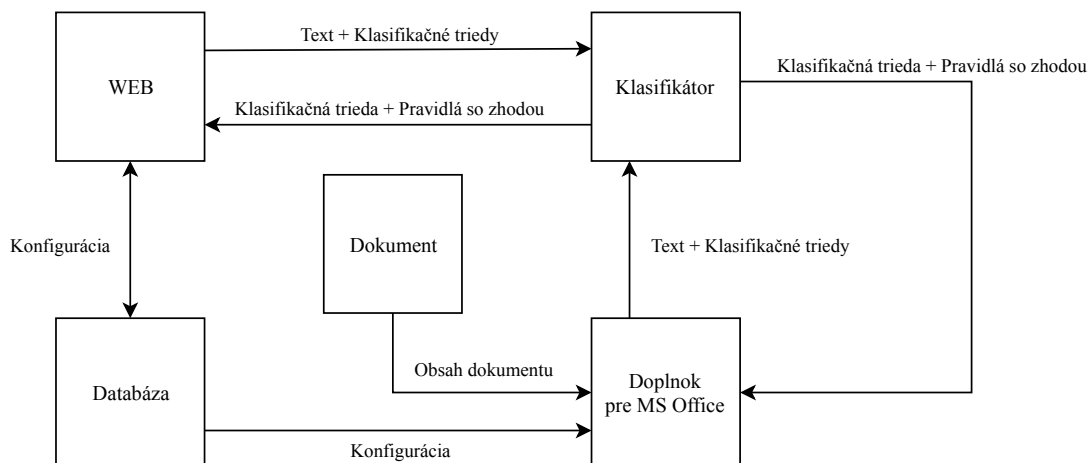 Text + Klasifikačné triedy
WEB
Klasifikátor
Klasifikačná trieda + Pravidlá so zhodou
Klasifikačná trieda + Pravidlá so zhodou
Konfigurácia
Dokument
Text + Klasifikačné triedy
Obsah dokumentu
Databáza
Doplnok
pre MS Office
Konfigurácia